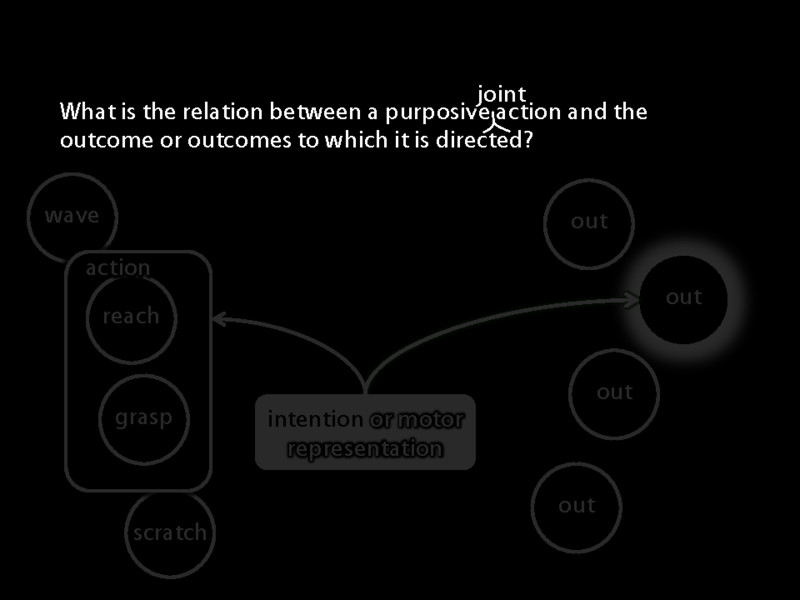 joint
What is the relation between a purposive action and the
outcome or outcomes to which it is directed?
wave
out
action
out
reach
out
grasp
intention or motor
representation
out
scratch